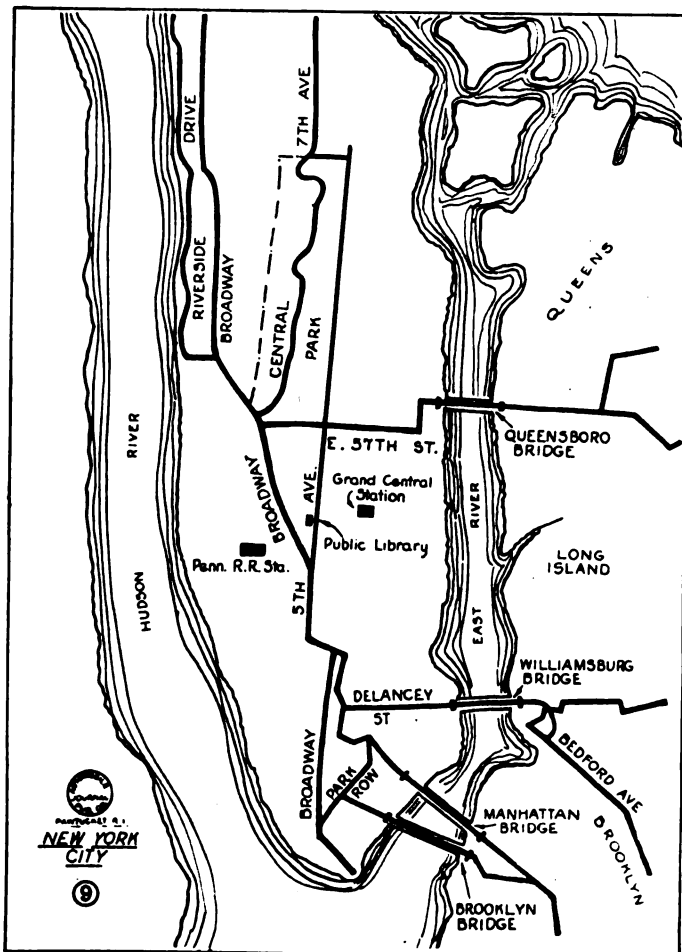 7TH AVE
DRIVE
RIVERSIDE
BROADWAY
CENTRAL
PARK
QUEENS
RIVER
HUDSON
E. 57TH ST.
QUEENSBORO
BRIDGE
BROADWAY
AVE.
5TH
Grand Central
Station
Public Library
Penn. R.R. Sta.
RIVER
EAST
LONG
ISLAND
WILLIAMSBURG
BRIDGE
DELANCEY
ST
BROADWAY
PARK
ROW
BEDFORD AVE
BROOKLYN
MANHATTAN
BRIDGE
BROOKLYN
BRIDGE
PAWTUCKET R.I.
NEW YORK
CITY
9